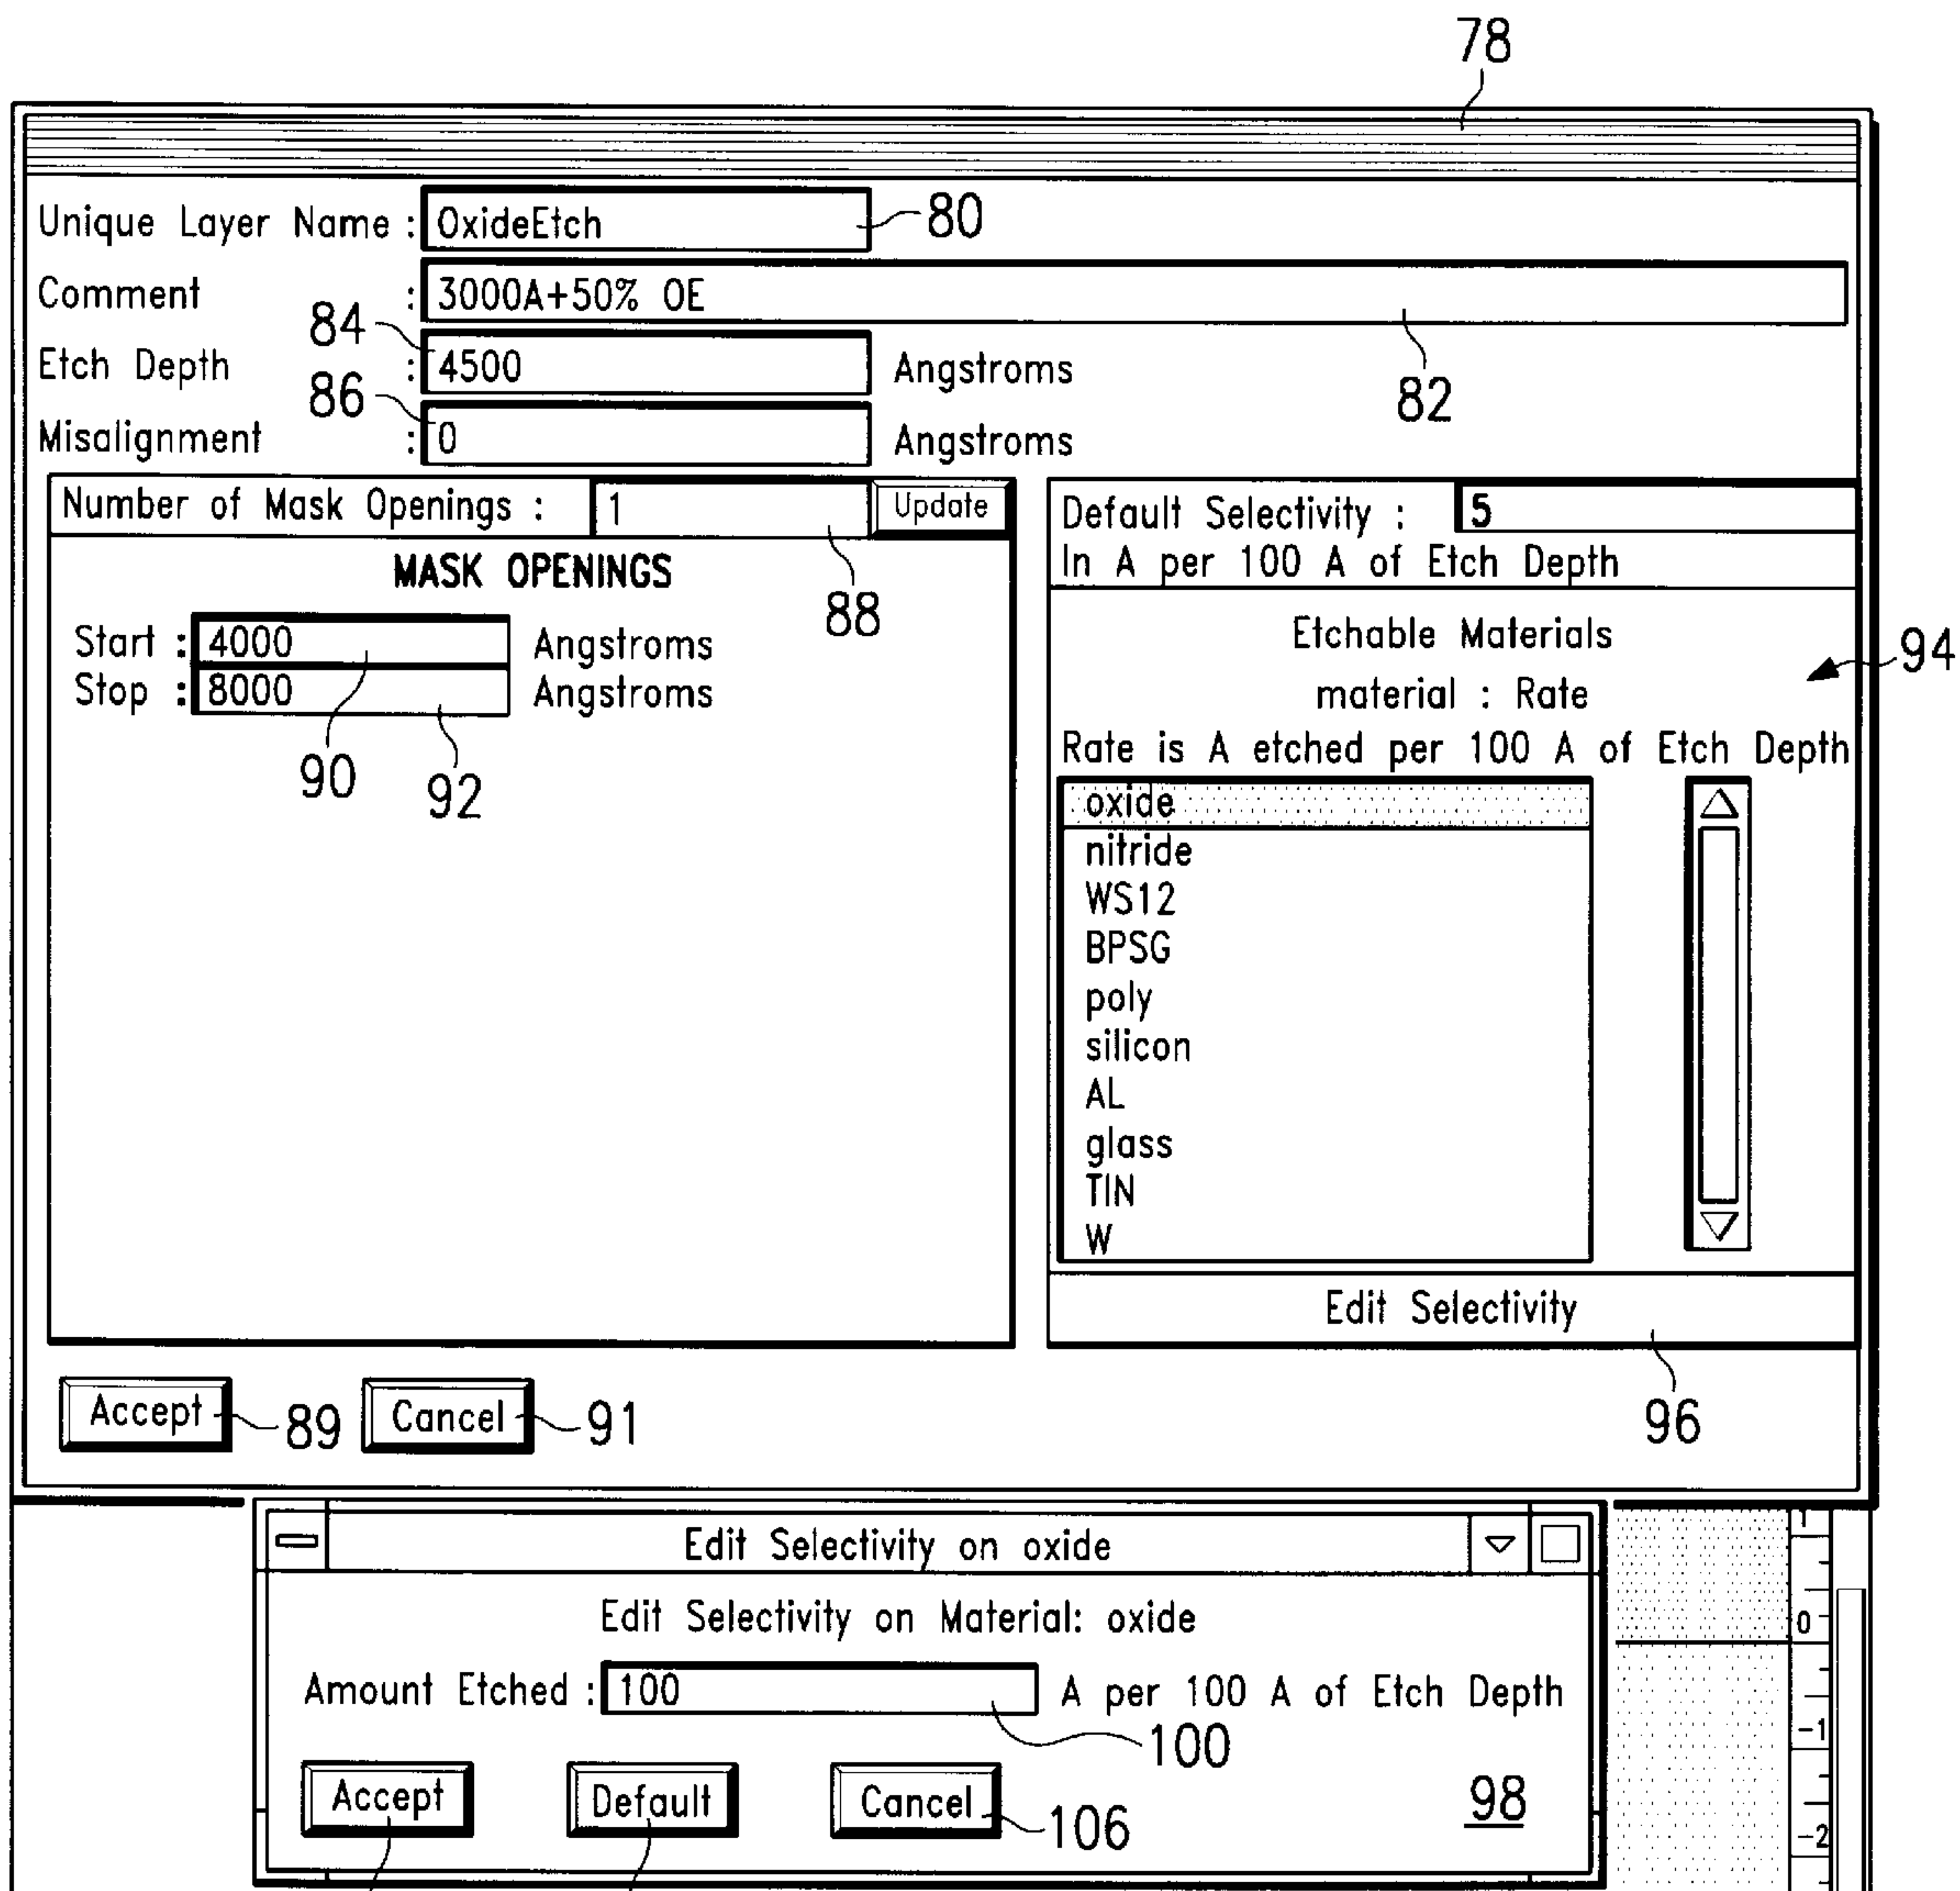 78
Unique Layer Name : OxideEtch 80
Comment : 3000A+50% OE
84
Etch Depth : 4500 Angstroms
82
86
Misalignment : 0 Angstroms
Number of Mask Openings : 1 Update
MASK OPENINGS
88
Start : 4000 Angstroms
Stop : 8000 Angstroms
90
92
Default Selectivity : 5
In A per 100 A of Etch Depth
Etchable Materials
94
material : Rate
Rate is A etched per 100 A of Etch Depth
oxide
nitride
WS12
BPSG
poly
silicon
AL
glass
TIN
W
Edit Selectivity
96
Accept 89 Cancel 91
Edit Selectivity on oxide
Edit Selectivity on Material: oxide
Amount Etched : 100 A per 100 A of Etch Depth
100
Accept Default Cancel 106 98
0
-1
-2